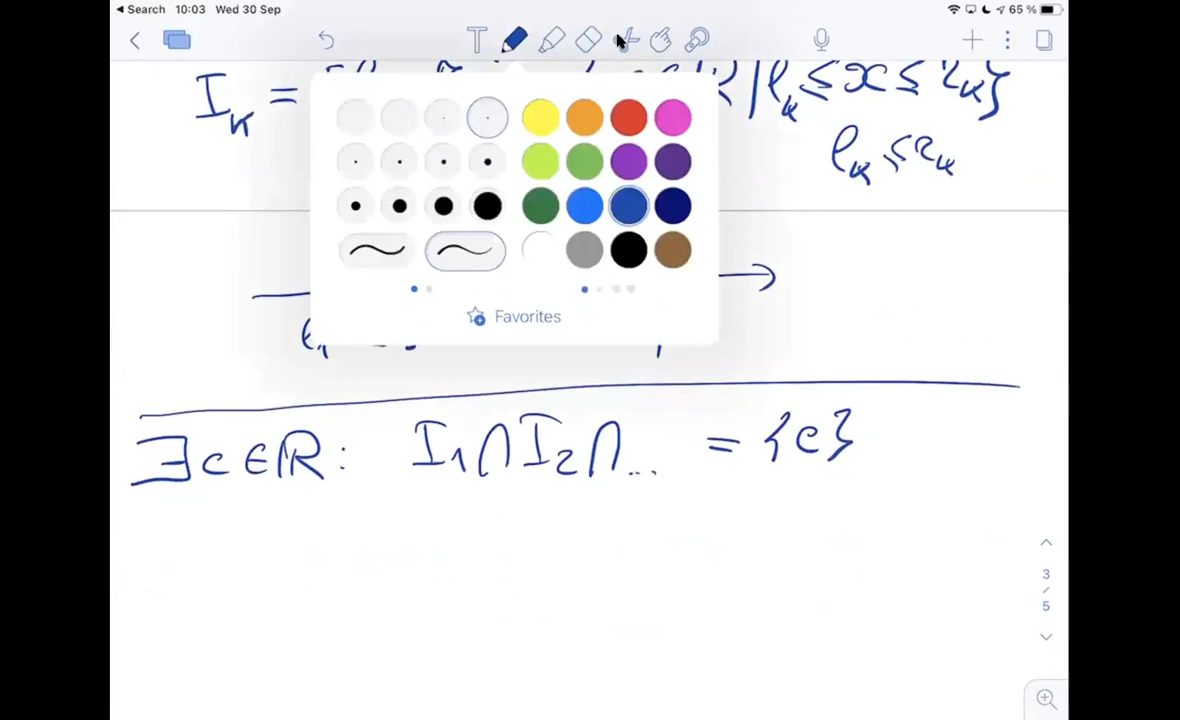 Search 10:03 Wed 30 Sep 65 %
I_k = | l_k ≤ x ≤ r_k}
l_k ≤ r_k
Favorites
∃ c ∈ ℝ : I₁ ∩ I₂ ∩ ... = {c}
3
/
5